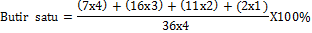 Butir satu = (7x4) + (16x3) + (11x2) + (2x1) / 36x4 X100%